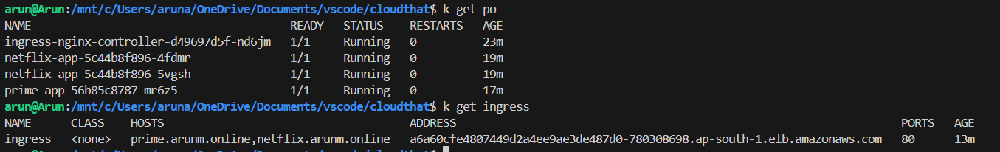 arun@Arun:/mnt/c/Users/aruna/OneDrive/Documents/vscode/cloudthat$ k get po
NAME READY STATUS RESTARTS AGE
ingress-nginx-controller-d49697d5f-nd6jm 1/1 Running 0 23m
netflix-app-5c44b8f896-4fdmr 1/1 Running 0 19m
netflix-app-5c44b8f896-5vgsh 1/1 Running 0 19m
prime-app-56b85c8787-mr6z5 1/1 Running 0 17m
arun@Arun:/mnt/c/Users/aruna/OneDrive/Documents/vscode/cloudthat$ k get ingress
NAME CLASS HOSTS ADDRESS PORTS AGE
ingress <none> prime.arunm.online,netflix.arunm.online a6a60cfe4807449d2a4ee9ae3de487d0-780308698.ap-south-1.elb.amazonaws.com 80 13m